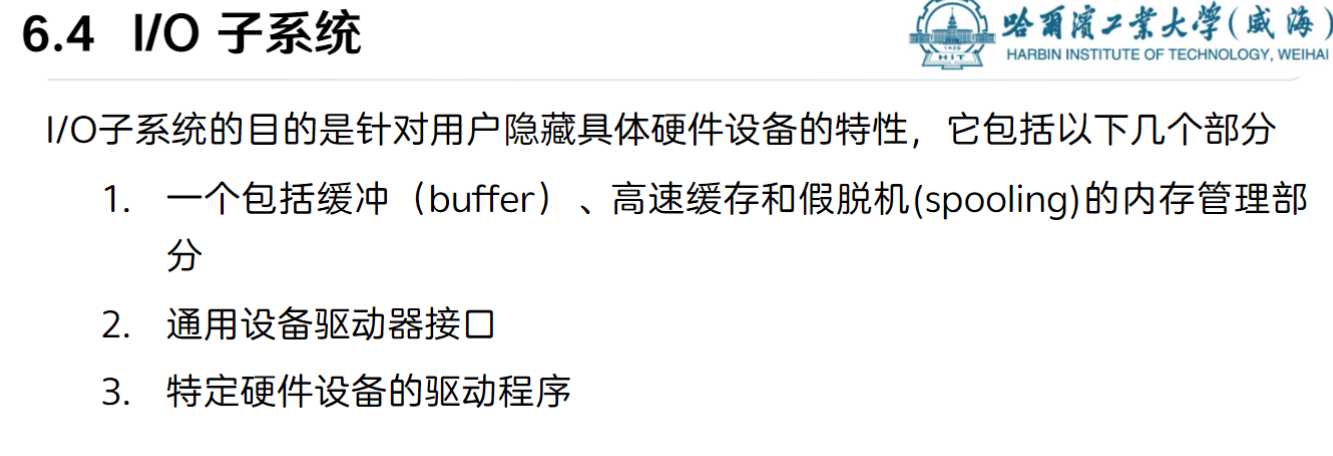 6.4 I/O 子系统
哈爾濱工業大學(威海)
HARBIN INSTITUTE OF TECHNOLOGY, WEIHAI
1920
HIT
I/O子系统的目的是针对用户隐藏具体硬件设备的特性，它包括以下几个部分
1. 一个包括缓冲（buffer）、高速缓存和假脱机(spooling)的内存管理部
分
2. 通用设备驱动器接口
3. 特定硬件设备的驱动程序